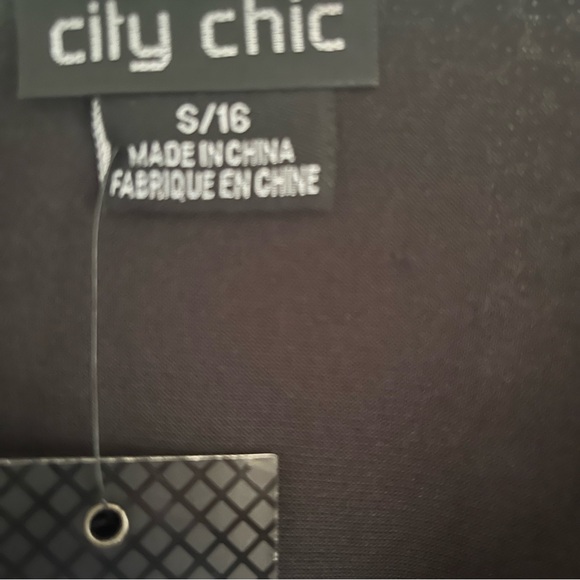 city chic
S/16
MADE IN CHINA
FABRIQUE EN CHINE